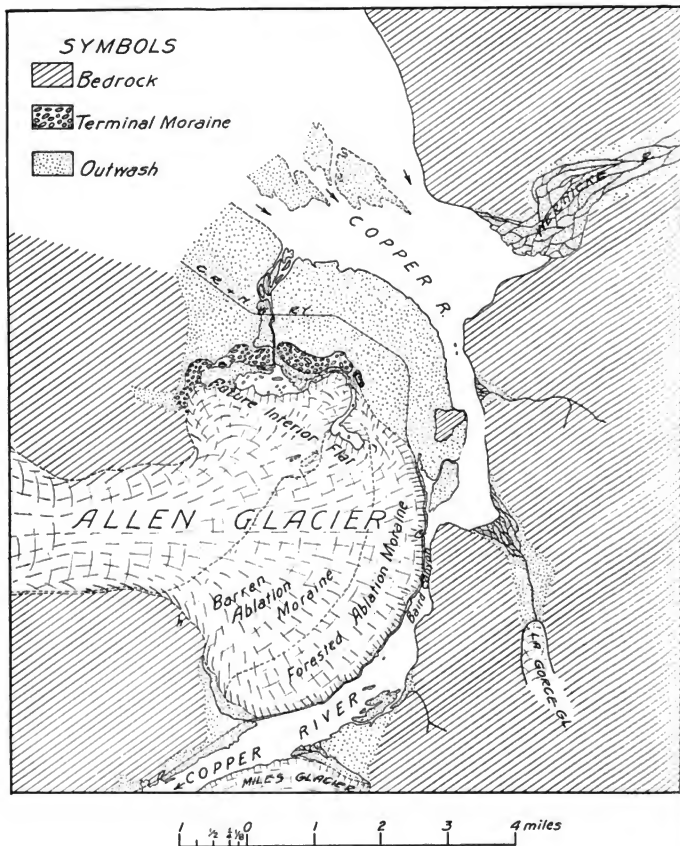 SYMBOLS
Bedrock
Terminal Moraine
Outwash
HEINICKE R.
COPPER R.
C R + N W RY.
Future Interior Flat
ALLEN GLACIER
Barren
Ablation
Moraine
Forested Ablation Moraine
Baird
LA GORCE GL
COPPER RIVER
R
MILES GLACIER
1 ½ ¼ ⅛ 0 1 2 3 4 miles